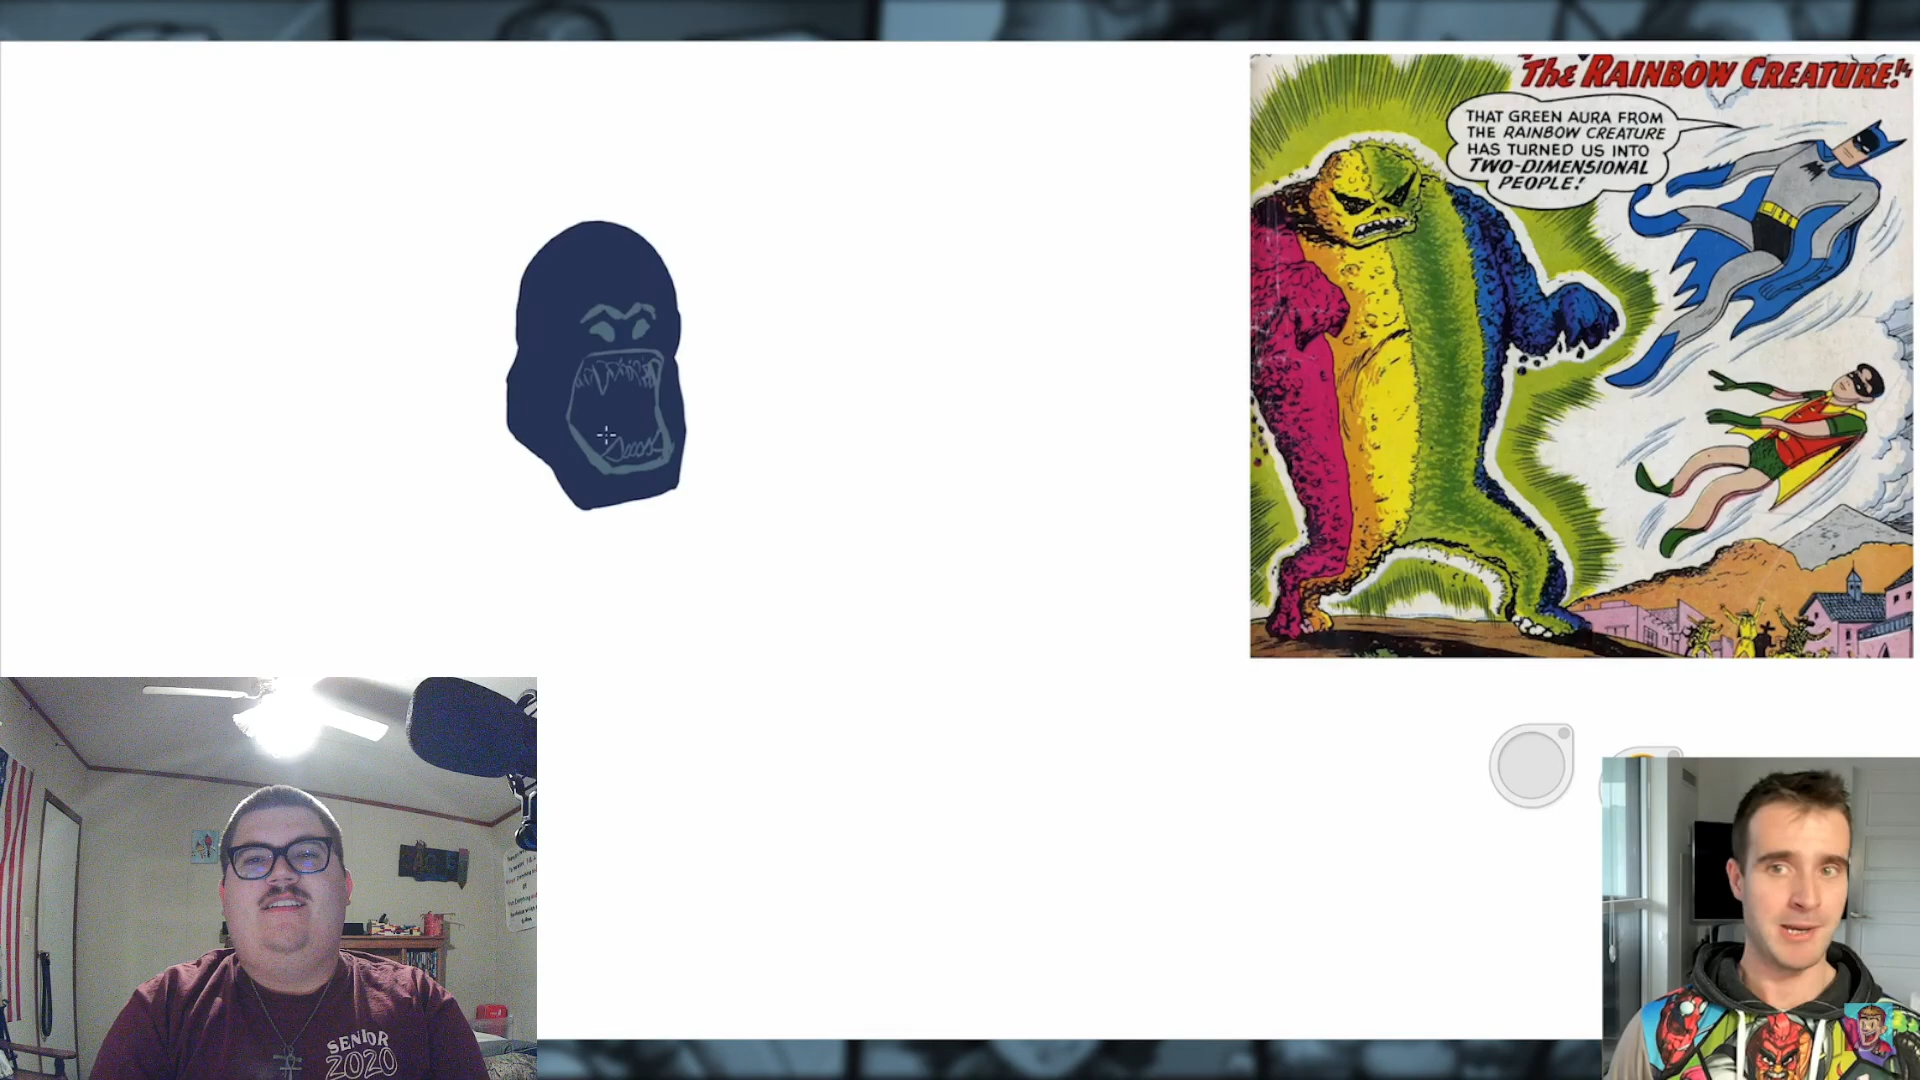 "The RAINBOW CREATURE!"
THAT GREEN AURA FROM
THE RAINBOW CREATURE
HAS TURNED US INTO
TWO-DIMENSIONAL
PEOPLE!
SENIOR
2020